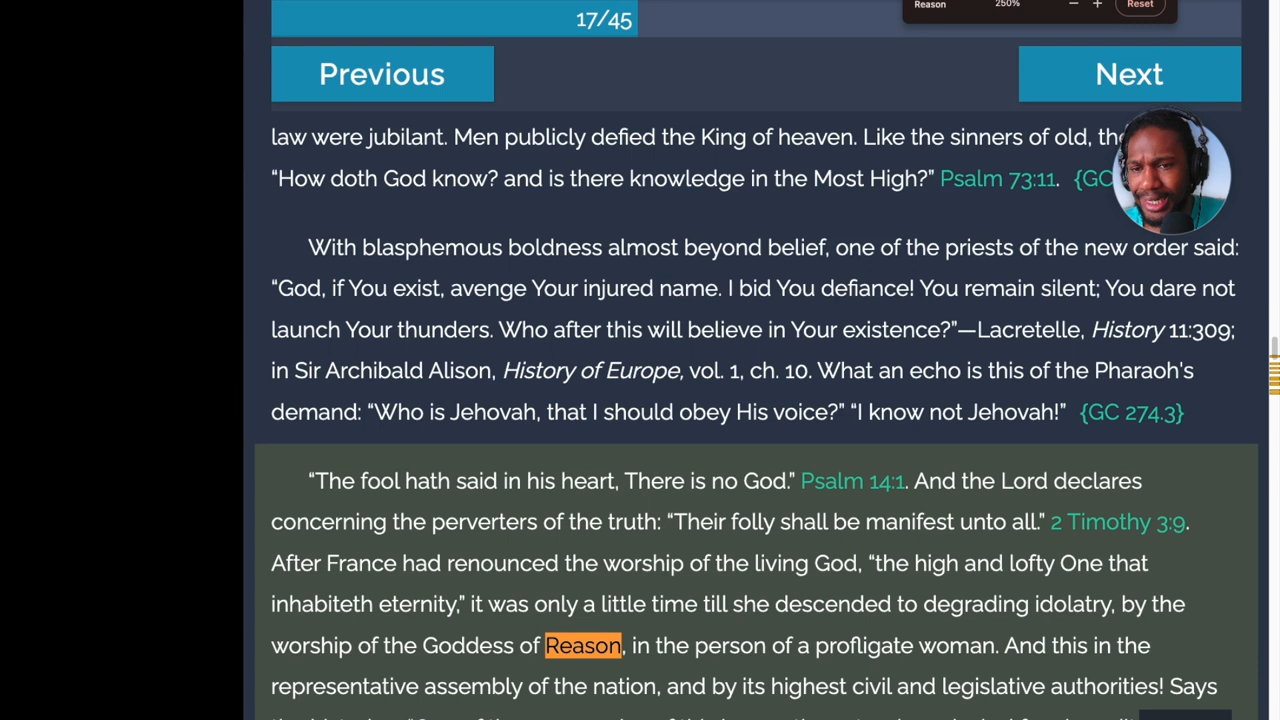 17/45
Reason 250% − + Reset
Previous Next
law were jubilant. Men publicly defied the King of heaven. Like the sinners of old,
“How doth God know? and is there knowledge in the Most High?” Psalm 73:11. {GC
With blasphemous boldness almost beyond belief, one of the priests of the new order said:
“God, if You exist, avenge Your injured name. I bid You defiance! You remain silent; You dare not
launch Your thunders. Who after this will believe in Your existence?”—Lacretelle, History 11:309;
in Sir Archibald Alison, History of Europe, vol. 1, ch. 10. What an echo is this of the Pharaoh's
demand: “Who is Jehovah, that I should obey His voice?” “I know not Jehovah!” {GC 274.3}
“The fool hath said in his heart, There is no God.” Psalm 14:1. And the Lord declares
concerning the perverters of the truth: “Their folly shall be manifest unto all.” 2 Timothy 3:9.
After France had renounced the worship of the living God, “the high and lofty One that
inhabiteth eternity,” it was only a little time till she descended to degrading idolatry, by the
worship of the Goddess of Reason, in the person of a profligate woman. And this in the
representative assembly of the nation, and by its highest civil and legislative authorities! Says